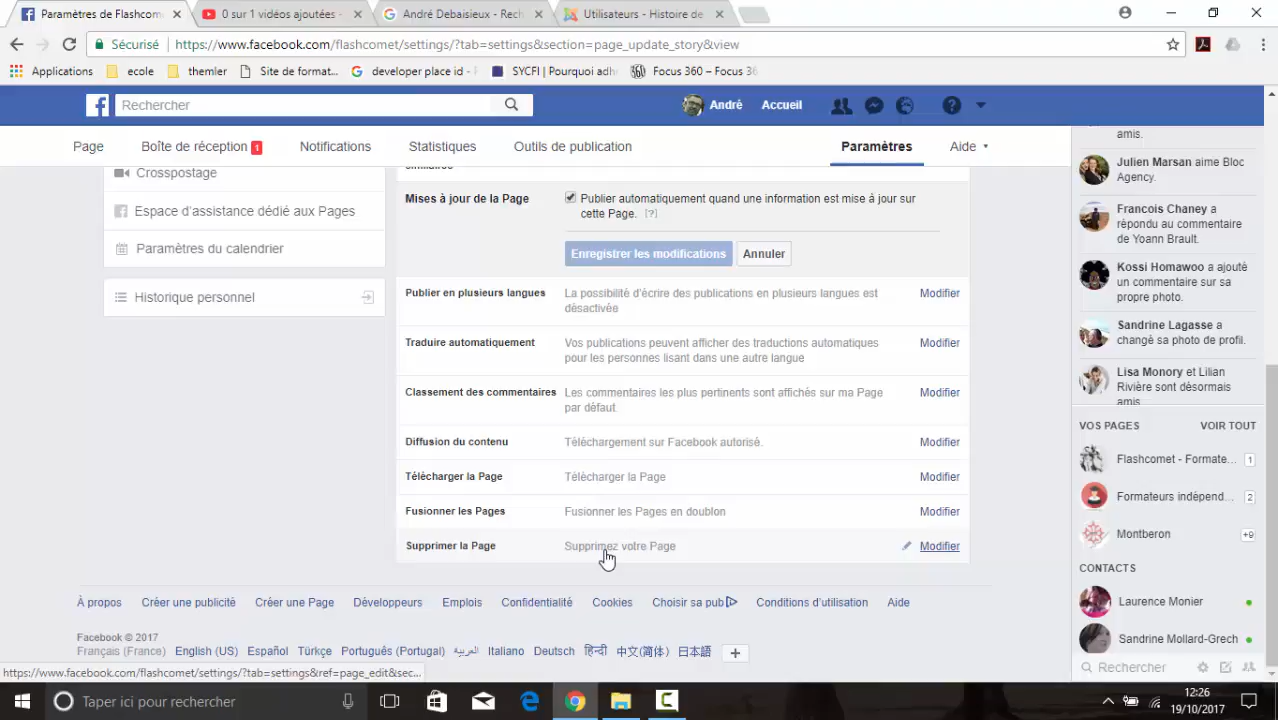 Paramètres de Flashcom
0 sur 1 vidéos ajoutées -
André Debaisieux - Rech
Utilisateurs - Histoire de
Sécurisé
https://www.facebook.com/flashcomet/settings/?tab=settings&section=page_update_story&view
Applications
ecole
themler
Site de format...
developer place id -
SYCFI | Pourquoi adh
Focus 360 – Focus 36
Rechercher
André
Accueil
Page
Boîte de réception 1
Notifications
Statistiques
Outils de publication
Paramètres
Aide
Crosspostage
Espace d'assistance dédié aux Pages
Paramètres du calendrier
Historique personnel
similaires
Mises à jour de la Page
Publier automatiquement quand une information est mise à jour sur
cette Page. [?]
Enregistrer les modifications
Annuler
Publier en plusieurs langues
La possibilité d'écrire des publications en plusieurs langues est
désactivée
Modifier
Traduire automatiquement
Vos publications peuvent afficher des traductions automatiques
pour les personnes lisant dans une autre langue
Modifier
Classement des commentaires
Les commentaires les plus pertinents sont affichés sur ma Page
par défaut.
Modifier
Diffusion du contenu
Téléchargement sur Facebook autorisé.
Modifier
Télécharger la Page
Télécharger la Page
Modifier
Fusionner les Pages
Fusionner les Pages en doublon
Modifier
Supprimer la Page
Supprimez votre Page
Modifier
amis.
Julien Marsan aime Bloc
Agency.
Francois Chaney a
répondu au commentaire
de Yoann Brault.
Kossi Homawoo a ajouté
un commentaire sur sa
propre photo.
Sandrine Lagasse a
changé sa photo de profil.
Lisa Monory et Lilian
Rivière sont désormais
amis
VOS PAGES
VOIR TOUT
Flashcomet - Formate...
1
Formateurs indépend...
2
Montberon
+9
CONTACTS
Laurence Monier
Sandrine Mollard-Grech
Rechercher
À propos
Créer une publicité
Créer une Page
Développeurs
Emplois
Confidentialité
Cookies
Choisir sa pub
Conditions d'utilisation
Aide
Facebook © 2017
Français (France)
English (US)
Español
Türkçe
Português (Portugal)
العربية
Italiano
Deutsch
हिन्दी
中文(简体)
日本語
https://www.facebook.com/flashcomet/settings/?tab=settings&ref=page_edit&sec...
Taper ici pour rechercher
12:26
19/10/2017